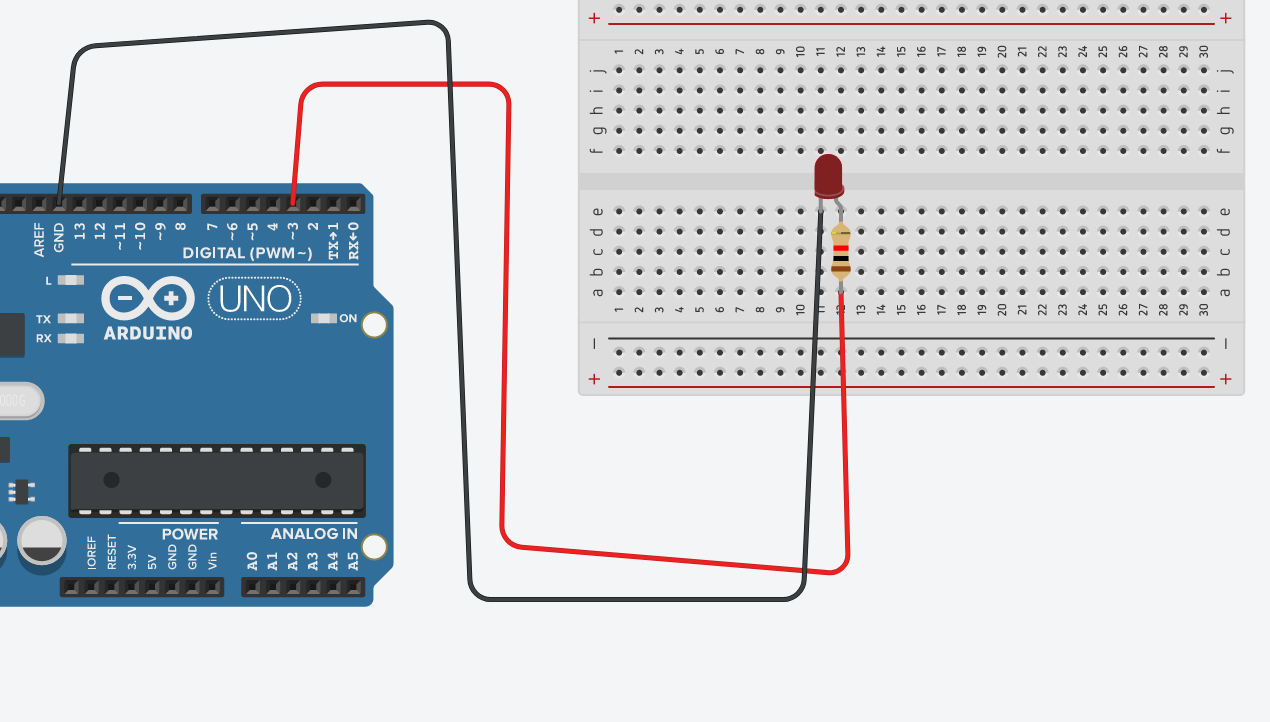 + +
1 2 3 4 5 6 7 8 9 10 11 12 13 14 15 16 17 18 19 20 21 22 23 24 25 26 27 28 29 30
j j
i i
h h
g g
f f
AREF GND 13 12 ~11 ~10 ~9 8 7 ~6 ~5 4 ~3 2 TX→1 RX←0
DIGITAL (PWM~)
e e
d d
c c
b b
a a
1 2 3 4 5 6 7 8 9 10 11 12 13 14 15 16 17 18 19 20 21 22 23 24 25 26 27 28 29 30
L
UNO
TX
RX
ON
ARDUINO
− −
+ +
POWER
ANALOG IN
IOREF RESET 3.3V 5V GND GND Vin A0 A1 A2 A3 A4 A5